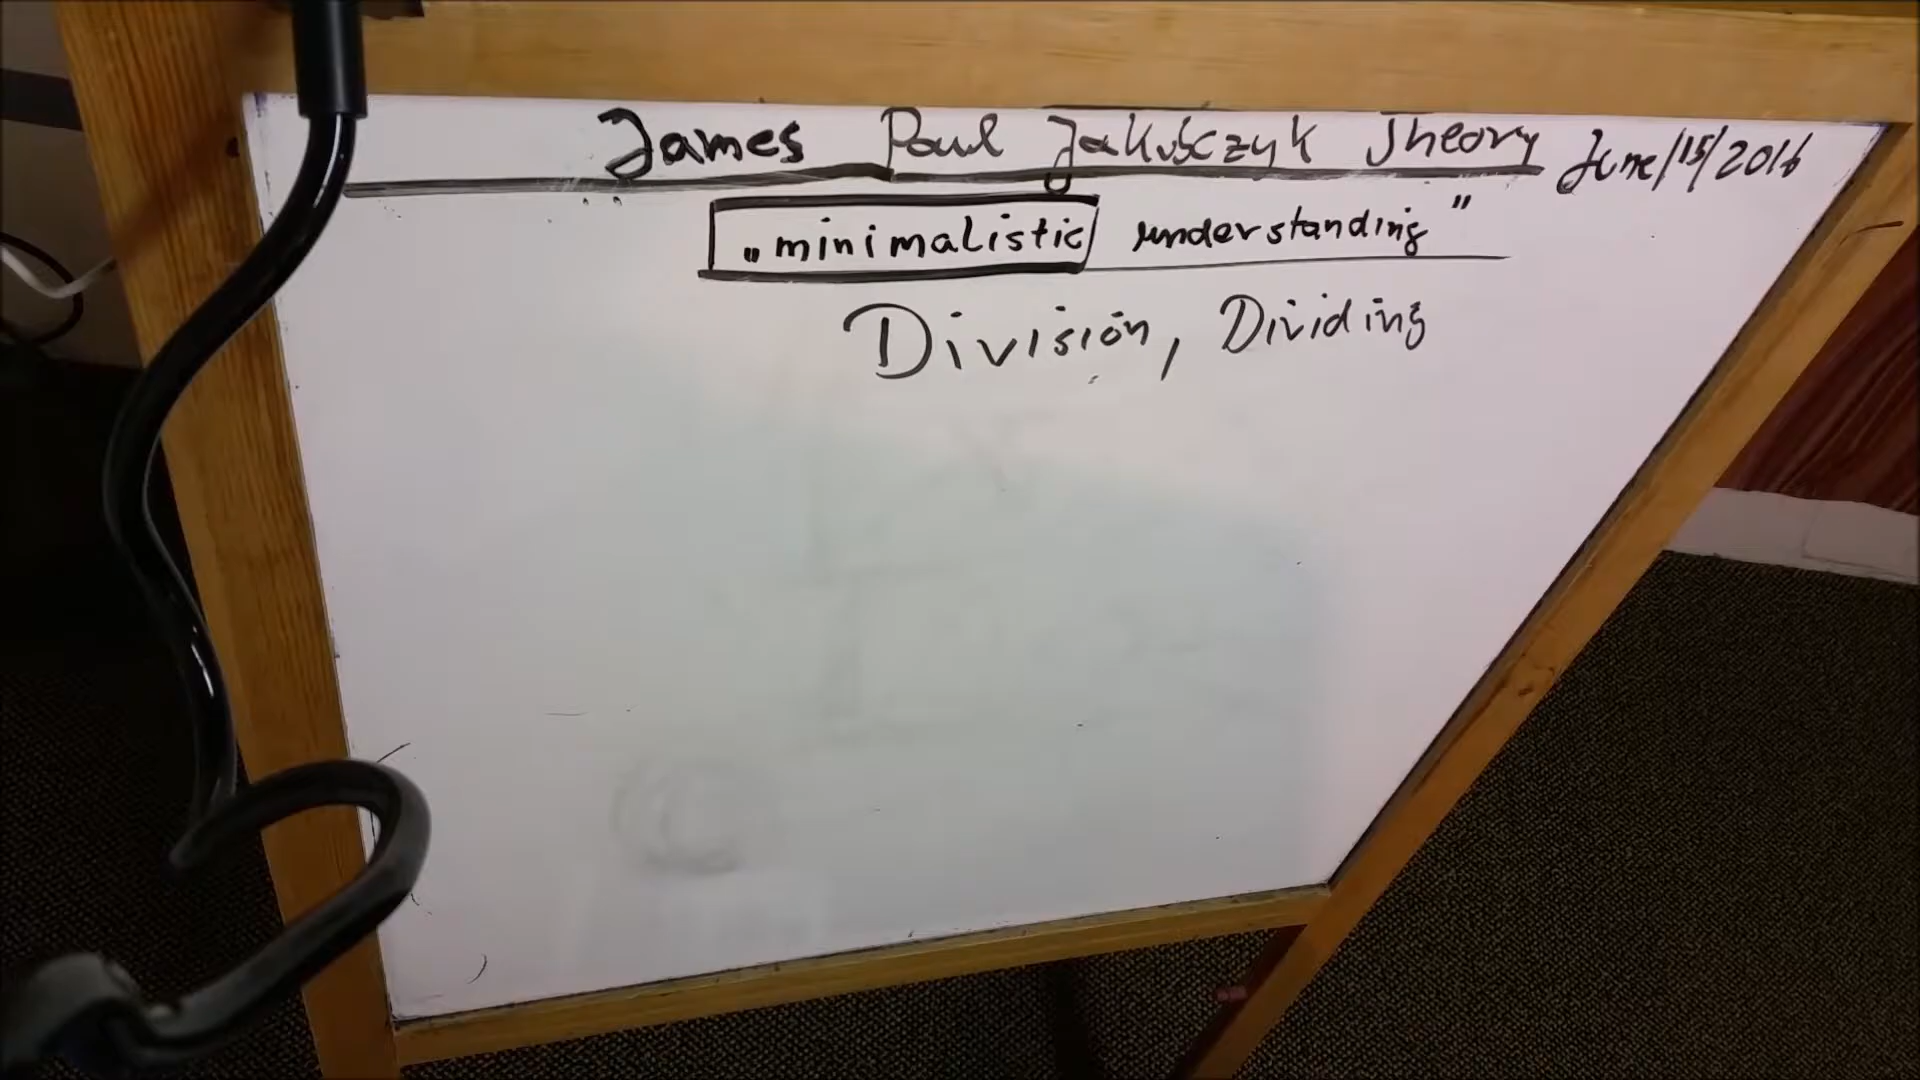 James Paul Jakubczyk Theory June/15/2016
„minimalistic understanding"
Division, Dividing